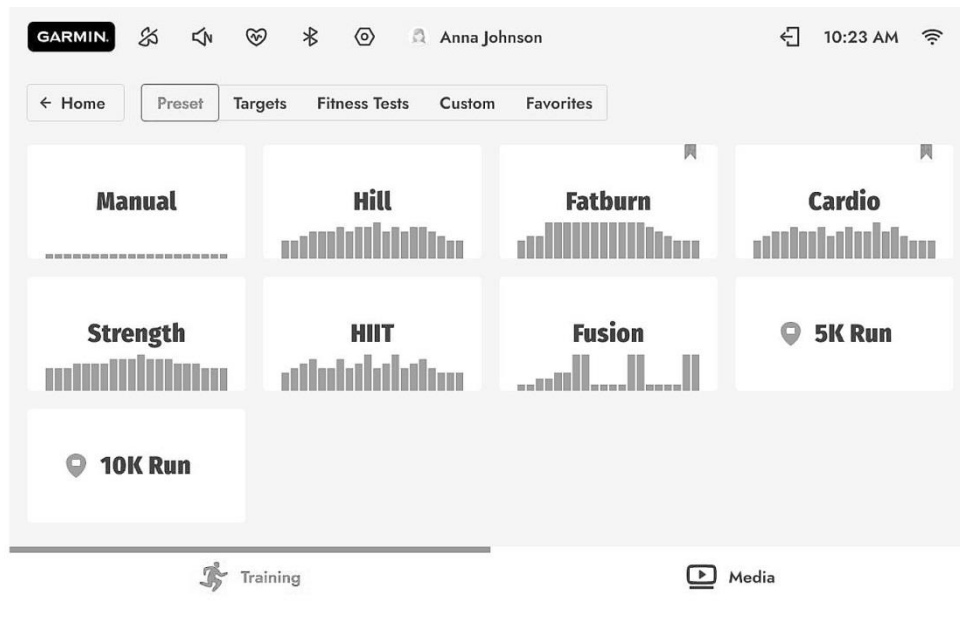 GARMIN. Anna Johnson 10:23 AM
← Home Preset Targets Fitness Tests Custom Favorites
Manual Hill Fatburn Cardio
Strength HIIT Fusion 5K Run
10K Run
Training Media